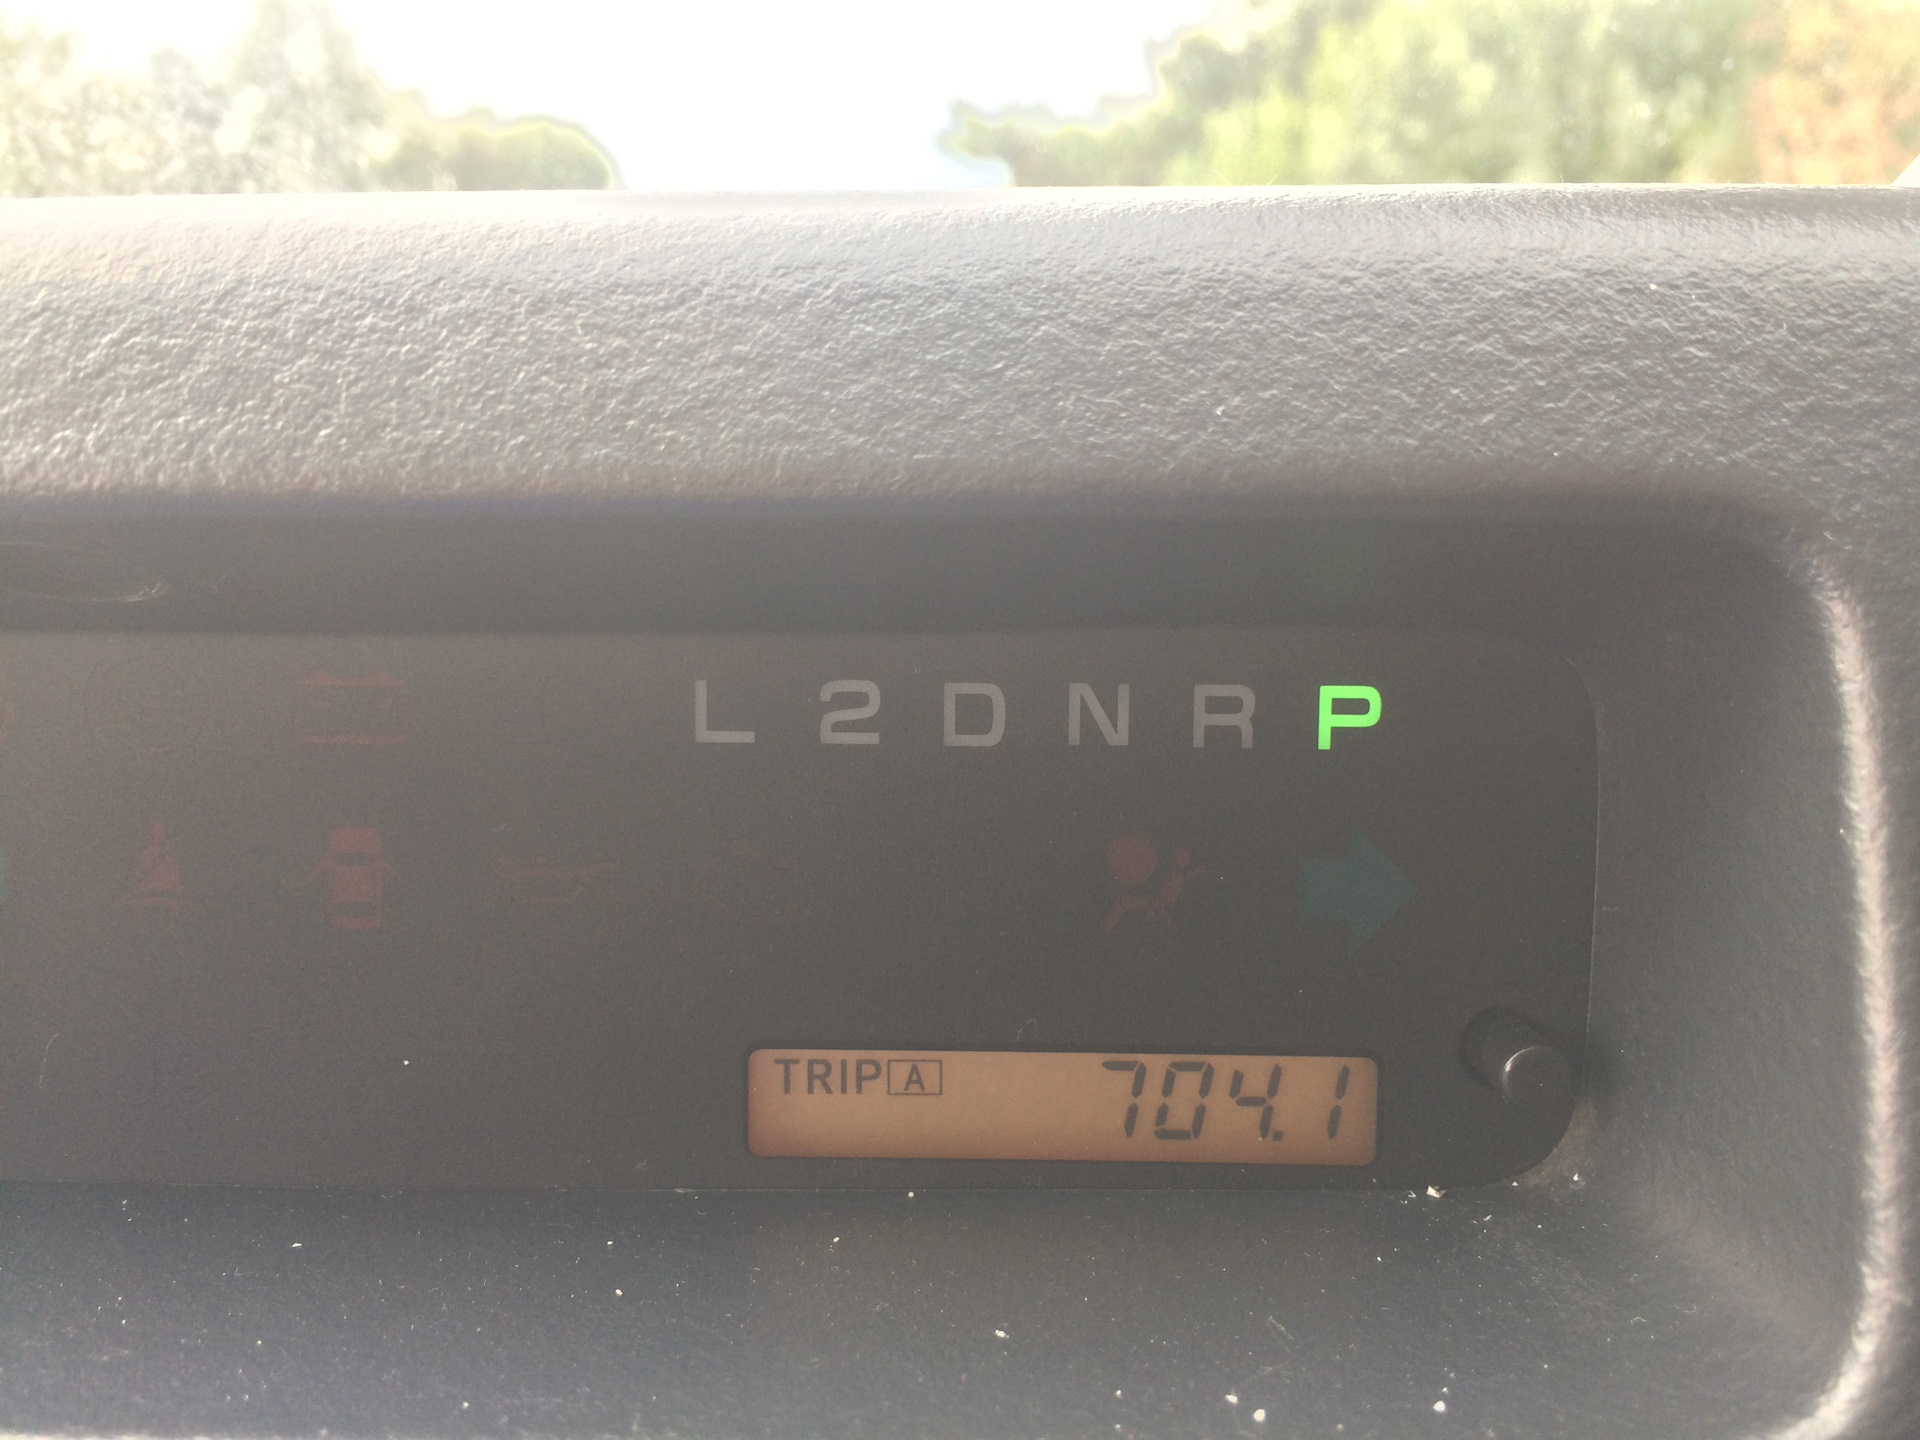 L 2 D N R P
TRIP A 704.1